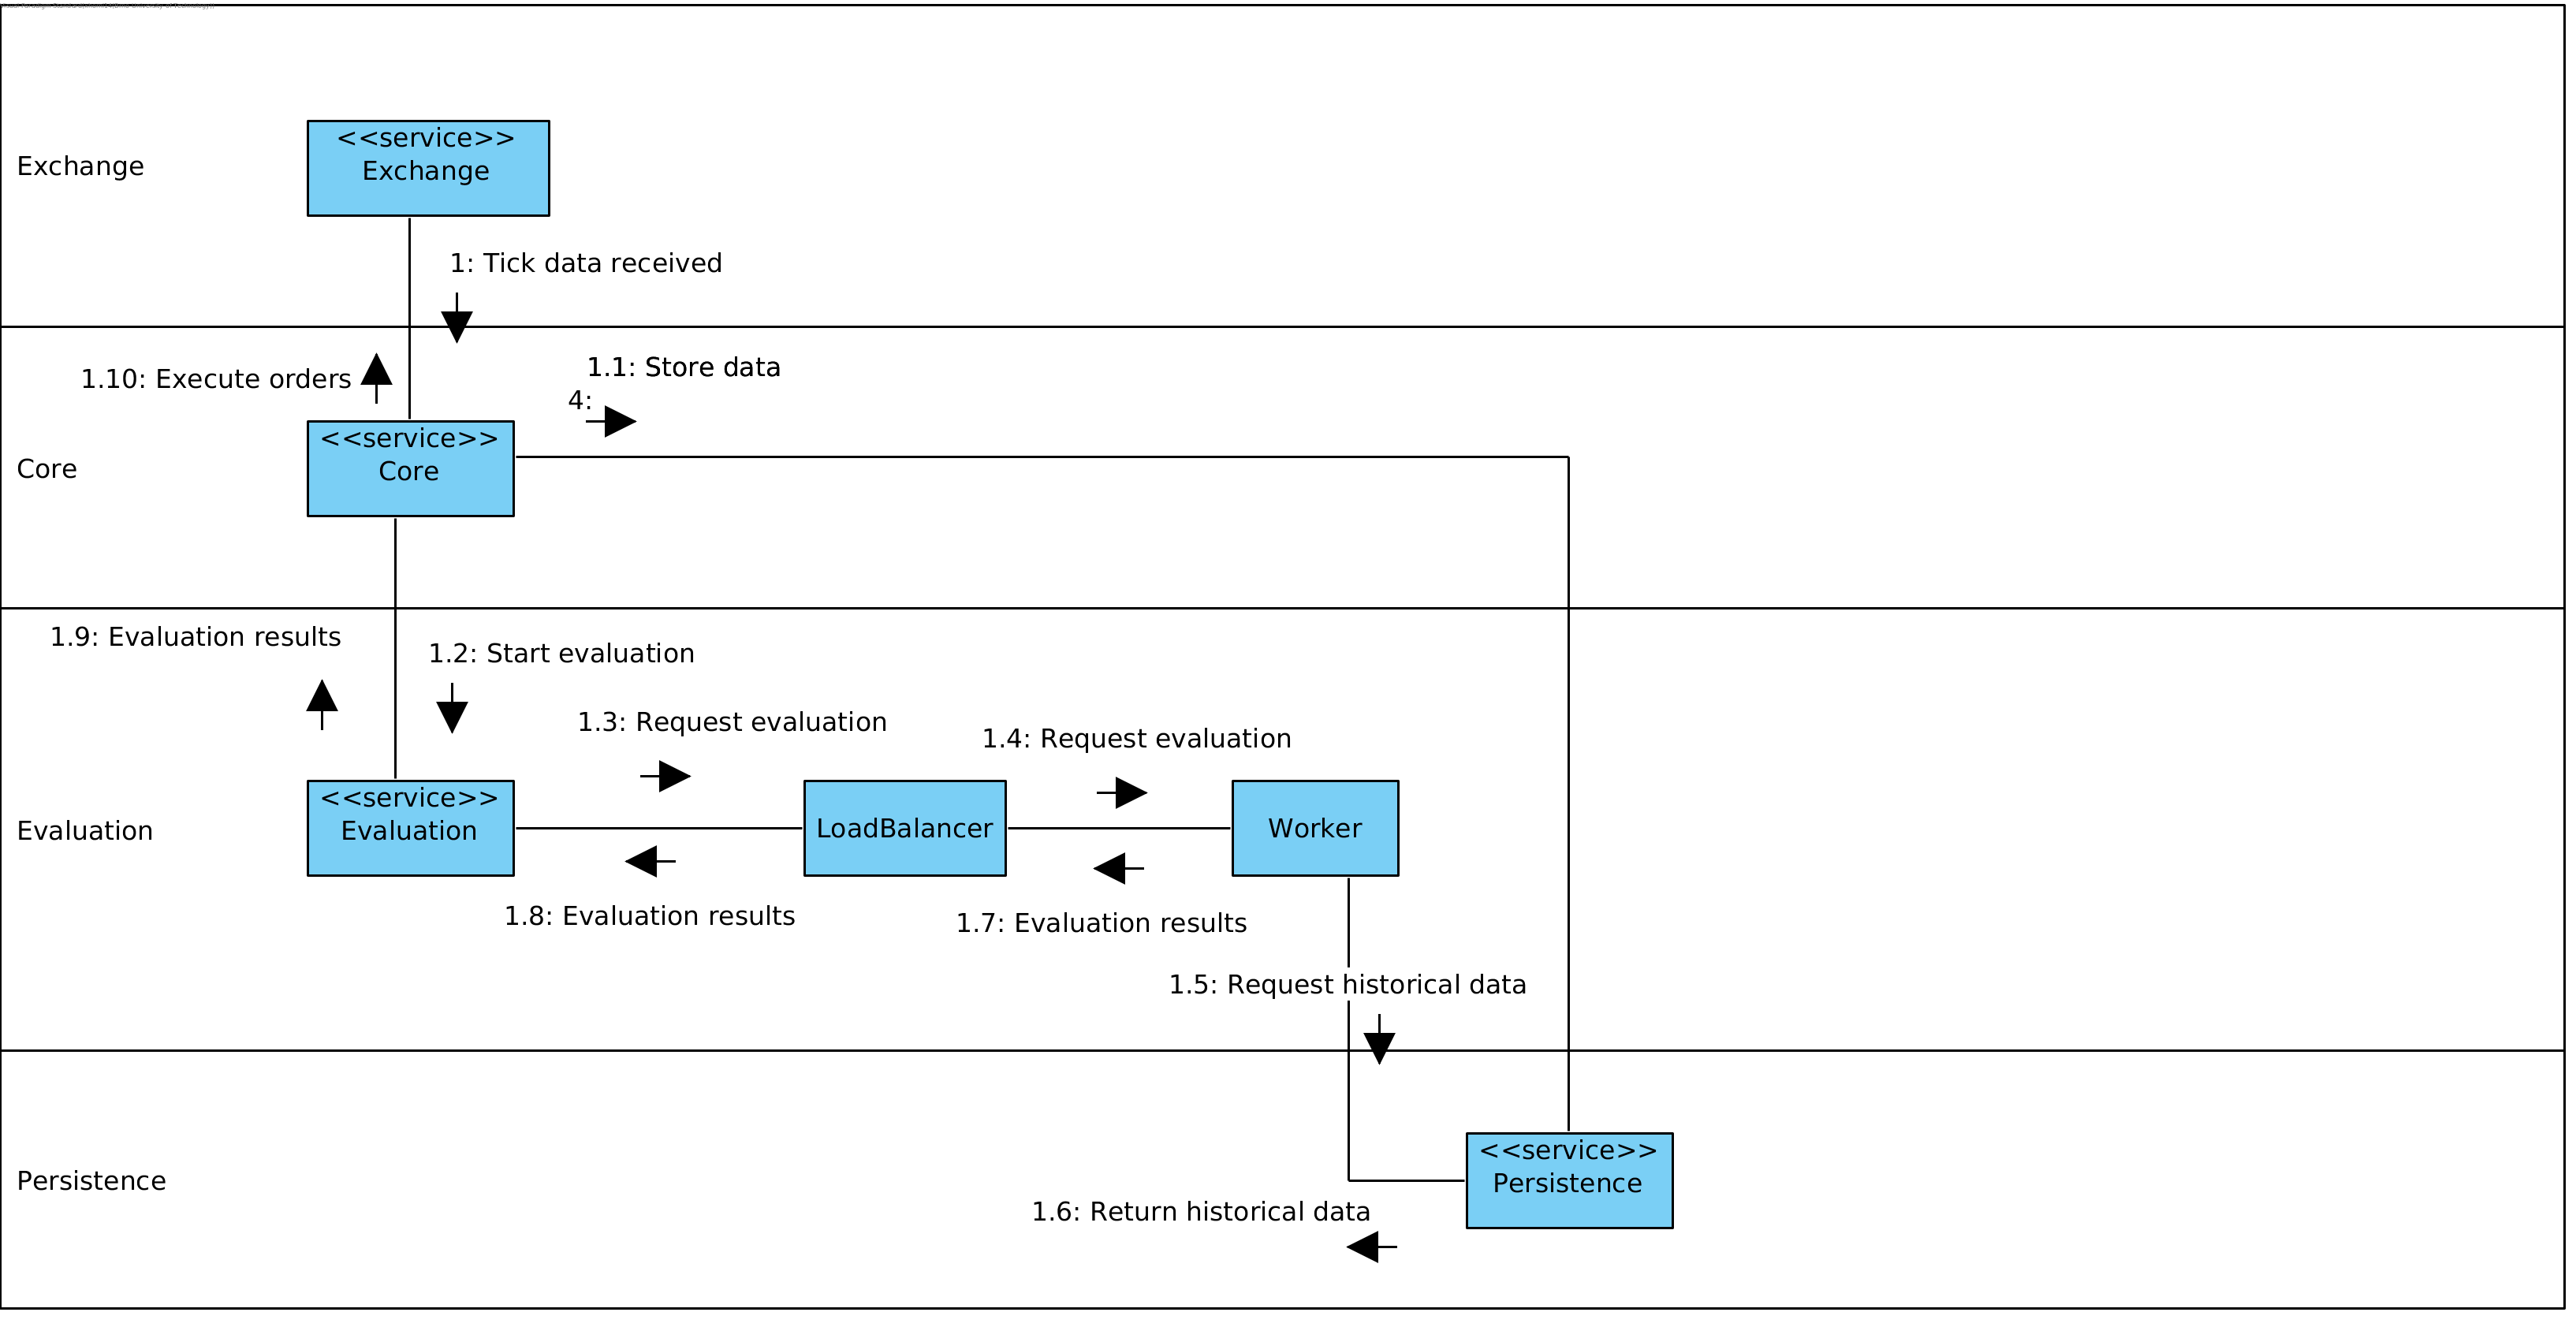 Exchange
<<service>>
Exchange
1: Tick data received
Core
1.10: Execute orders
1.1: Store data
4:
<<service>>
Core
Evaluation
1.9: Evaluation results
1.2: Start evaluation
1.3: Request evaluation
1.4: Request evaluation
<<service>>
Evaluation
LoadBalancer
Worker
1.8: Evaluation results
1.7: Evaluation results
1.5: Request historical data
Persistence
<<service>>
Persistence
1.6: Return historical data